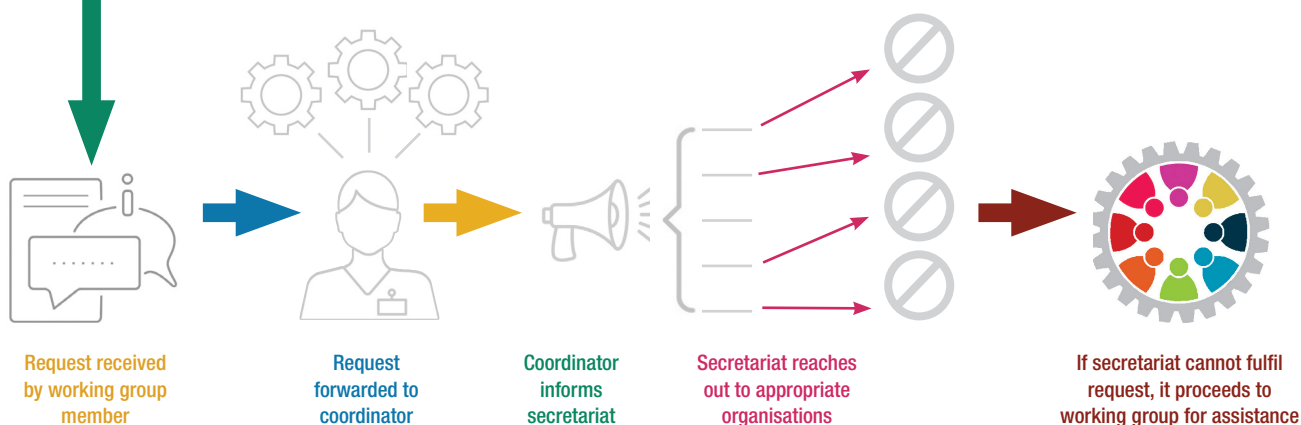 Request received
by working group
member
Request
forwarded to
coordinator
Coordinator
informs
secretariat
Secretariat reaches
out to appropriate
organisations
If secretariat cannot fulfil
request, it proceeds to
working group for assistance